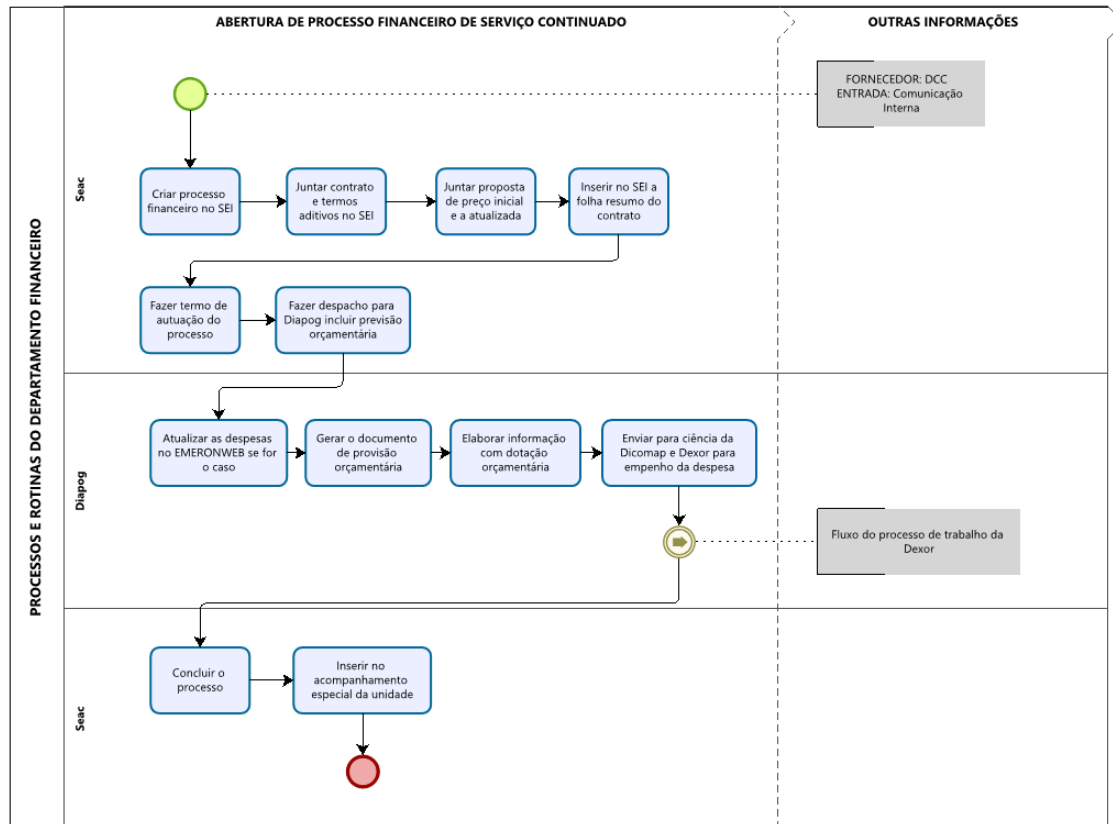 PROCESSOS E ROTINAS DO DEPARTAMENTO FINANCEIRO
ABERTURA DE PROCESSO FINANCEIRO DE SERVIÇO CONTINUADO
OUTRAS INFORMAÇÕES
FORNECEDOR: DCC
ENTRADA: Comunicação
Interna
Seac
Criar processo
financeiro no SEI
Juntar contrato
e termos
aditivos no SEI
Juntar proposta
de preço inicial
e a atualizada
Inserir no SEI a
folha resumo do
contrato
Fazer termo de
autuação do
processo
Fazer despacho para
Diapog incluir previsão
orçamentária
Diapog
Atualizar as despesas
no EMERONWEB se for
o caso
Gerar o documento
de provisão
orçamentária
Elaborar informação
com dotação
orçamentária
Enviar para ciência da
Dicomap e Dexor para
empenho da despesa
Fluxo do processo de trabalho da
Dexor
Seac
Concluir o
processo
Inserir no
acompanhamento
especial da unidade